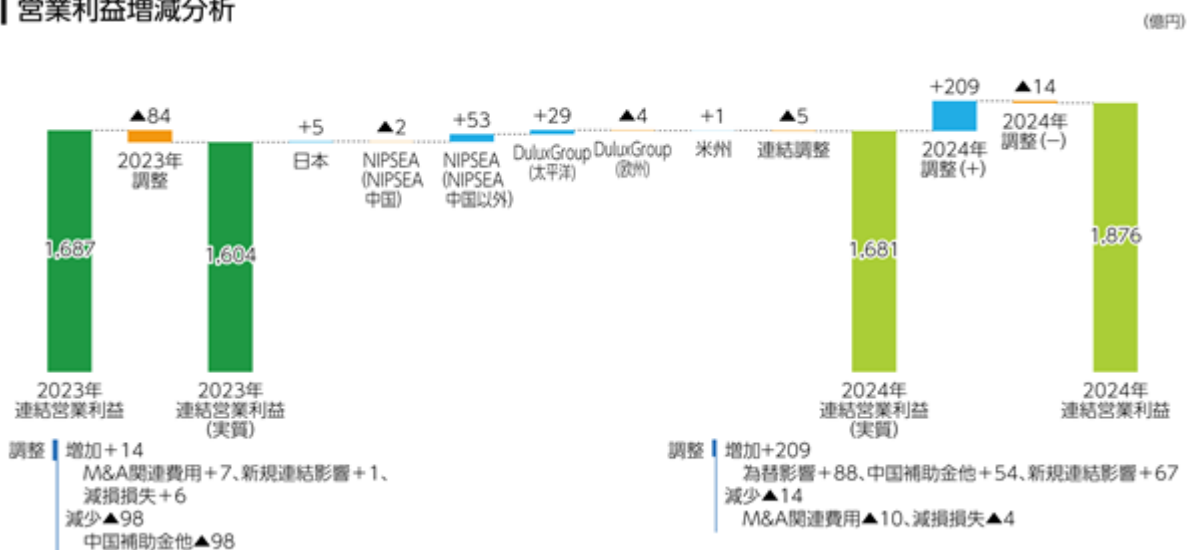 営業利益増減分析
(億円)
▲84
2023年
調整
+5
日本
▲2
NIPSEA
(NIPSEA
中国)
+53
NIPSEA
(NIPSEA
中国以外)
+29
DuluxGroup
(太平洋)
▲4
DuluxGroup
(欧州)
+1
米州
▲5
連結調整
+209
2024年
調整(+)
▲14
2024年
調整(−)
1,687
1,604
1,681
1,876
2023年
連結営業利益
2023年
連結営業利益
(実質)
2024年
連結営業利益
(実質)
2024年
連結営業利益
調整 増加+14
M&A関連費用+7、新規連結影響+1、
減損損失+6
減少▲98
中国補助金他▲98
調整 増加+209
為替影響+88、中国補助金他+54、新規連結影響+67
減少▲14
M&A関連費用▲10、減損損失▲4